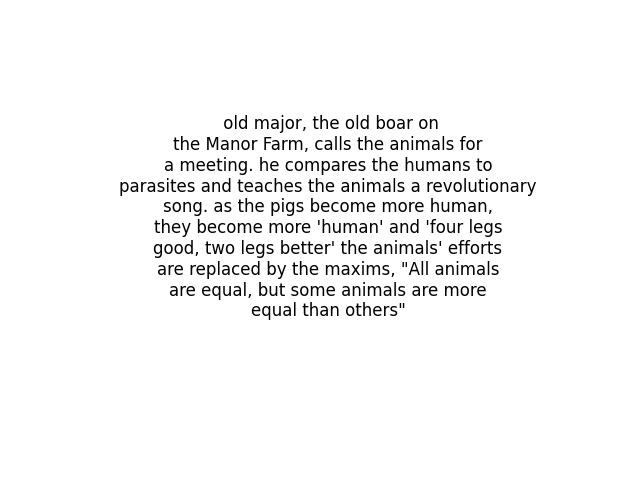 old major, the old boar on
the Manor Farm, calls the animals for
a meeting. he compares the humans to
parasites and teaches the animals a revolutionary
song. as the pigs become more human,
they become more 'human' and 'four legs
good, two legs better' the animals' efforts
are replaced by the maxims, "All animals
are equal, but some animals are more
equal than others"